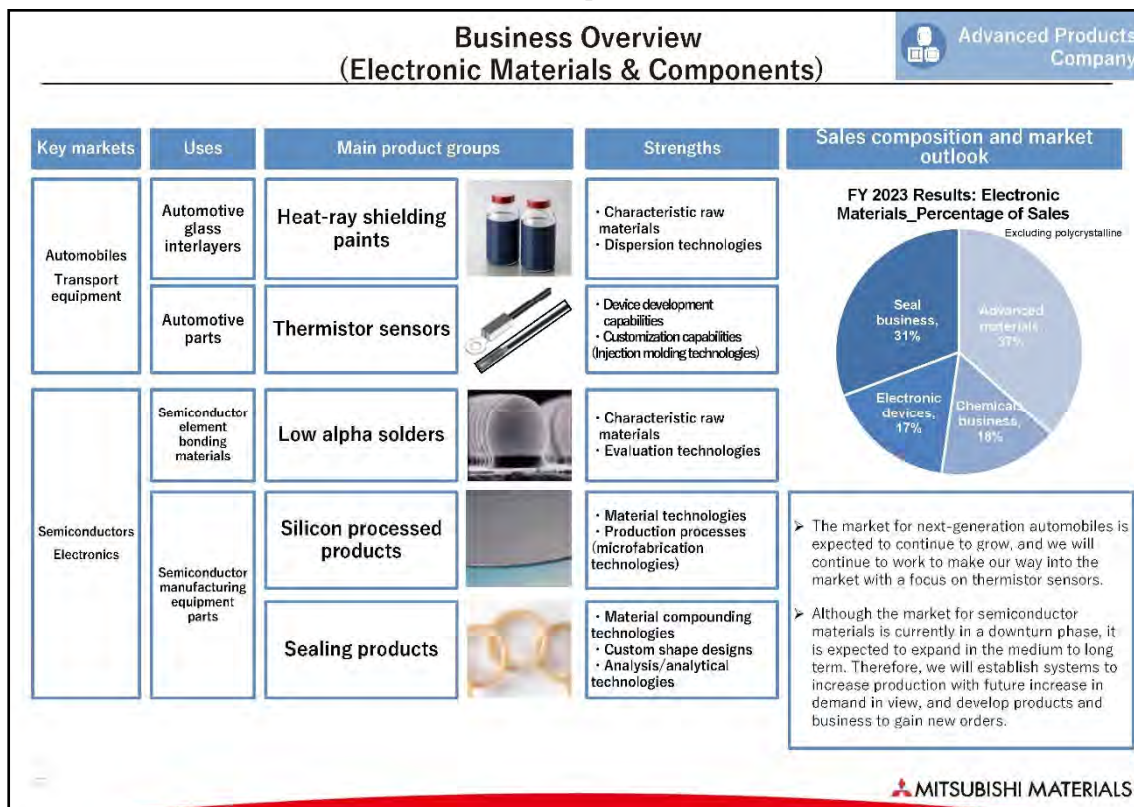 Business Overview
(Electronic Materials & Components)
Advanced Products
Company
Key markets
Uses
Main product groups
Strengths
Sales composition and market
outlook
Automobiles
Transport
equipment
Automotive
glass
interlayers
Heat-ray shielding
paints
・Characteristic raw
materials
・Dispersion technologies
Automotive
parts
Thermistor sensors
・Device development
capabilities
・Customization capabilities
(Injection molding technologies)
Semiconductors
Electronics
Semiconductor
element
bonding
materials
Low alpha solders
・Characteristic raw
materials
・Evaluation technologies
Semiconductor
manufacturing
equipment
parts
Silicon processed
products
・Material technologies
・Production processes
(microfabrication
technologies)
Sealing products
・Material compounding
technologies
・Custom shape designs
・Analysis/analytical
technologies
FY 2023 Results: Electronic
Materials_Percentage of Sales
Excluding polycrystalline
Seal
business,
31%
Advanced
materials
37%
Electronic
devices,
17%
Chemicals
business,
18%
➢ The market for next-generation automobiles is
expected to continue to grow, and we will
continue to work to make our way into the
market with a focus on thermistor sensors.
➢ Although the market for semiconductor
materials is currently in a downturn phase, it
is expected to expand in the medium to long
term. Therefore, we will establish systems to
increase production with future increase in
demand in view, and develop products and
business to gain new orders.
MITSUBISHI MATERIALS